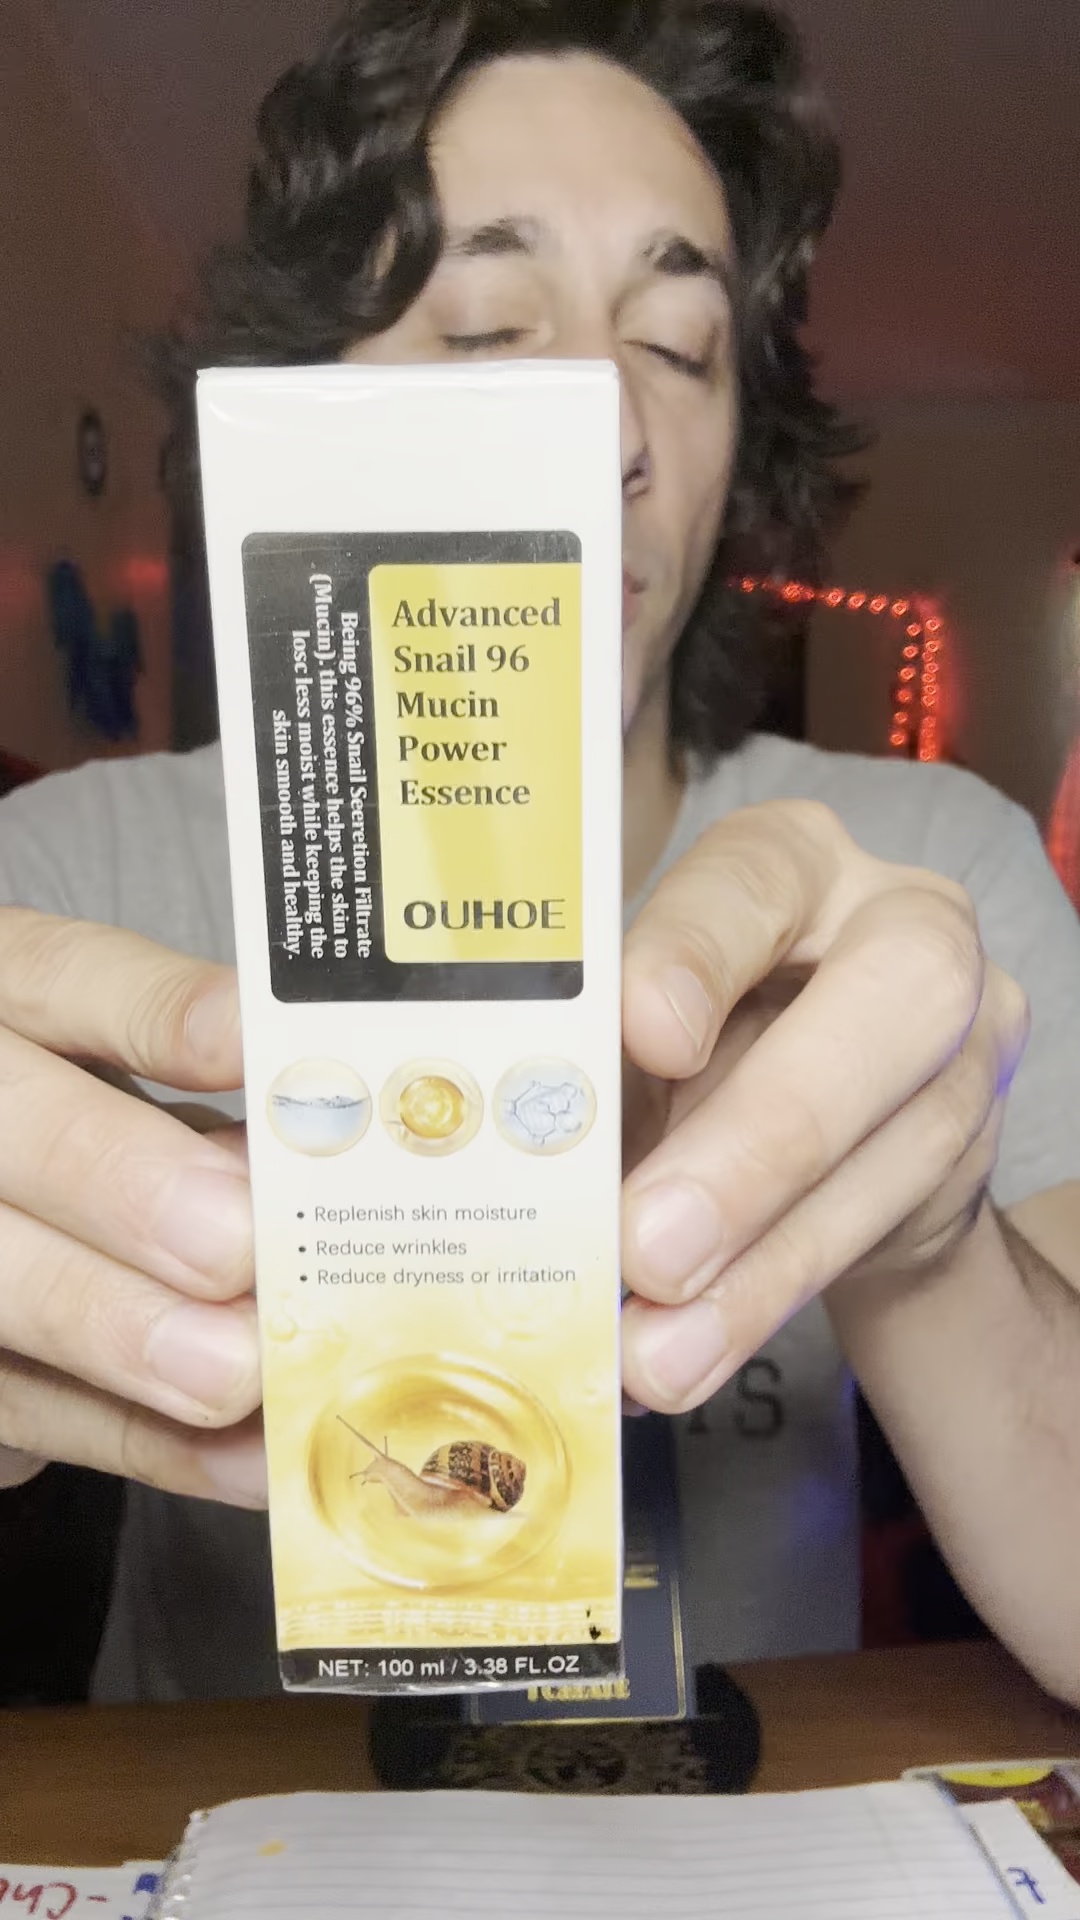 Advanced
Snail 96
Mucin
Power
Essence
OUHOE
Being 96% Snail Seeretion Filtrate
(Mucin). this essence helps the skin to
losc less moist while keeping the
skin smooth and healthy.
• Replenish skin moisture
• Reduce wrinkles
• Reduce dryness or irritation
NET: 100 ml / 3.38 FL.OZ